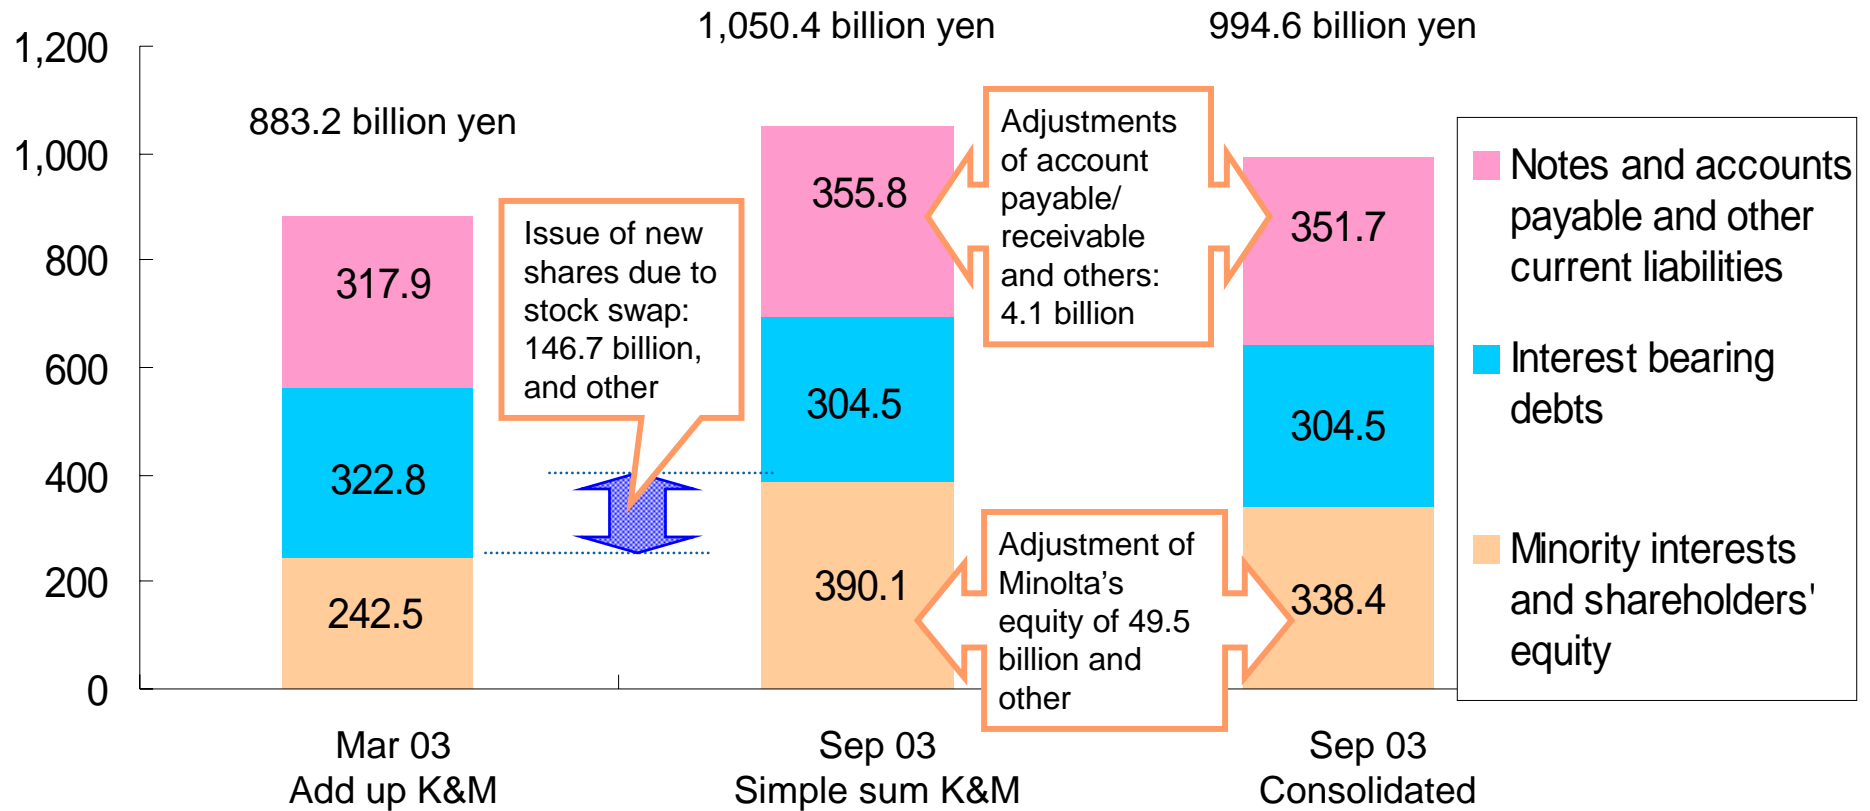 1,050.4 billion yen
994.6 billion yen
883.2 billion yen
1,200
1,000
800
600
400
200
0
317.9
322.8
242.5
Issue of new
shares due to
stock swap:
146.7 billion,
and other
355.8
304.5
390.1
Adjustments
of account
payable/
receivable
and others:
4.1 billion
Adjustment of
Minolta's
equity of 49.5
billion and
other
351.7
304.5
338.4
Notes and accounts
payable and other
current liabilities
Interest bearing
debts
Minority interests
and shareholders'
equity
Mar 03
Add up K&M
Sep 03
Simple sum K&M
Sep 03
Consolidated